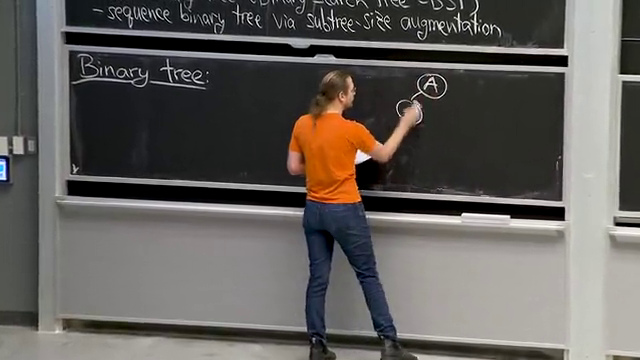 - sequence binary tree via subtree-size augmentation
Binary tree:
A